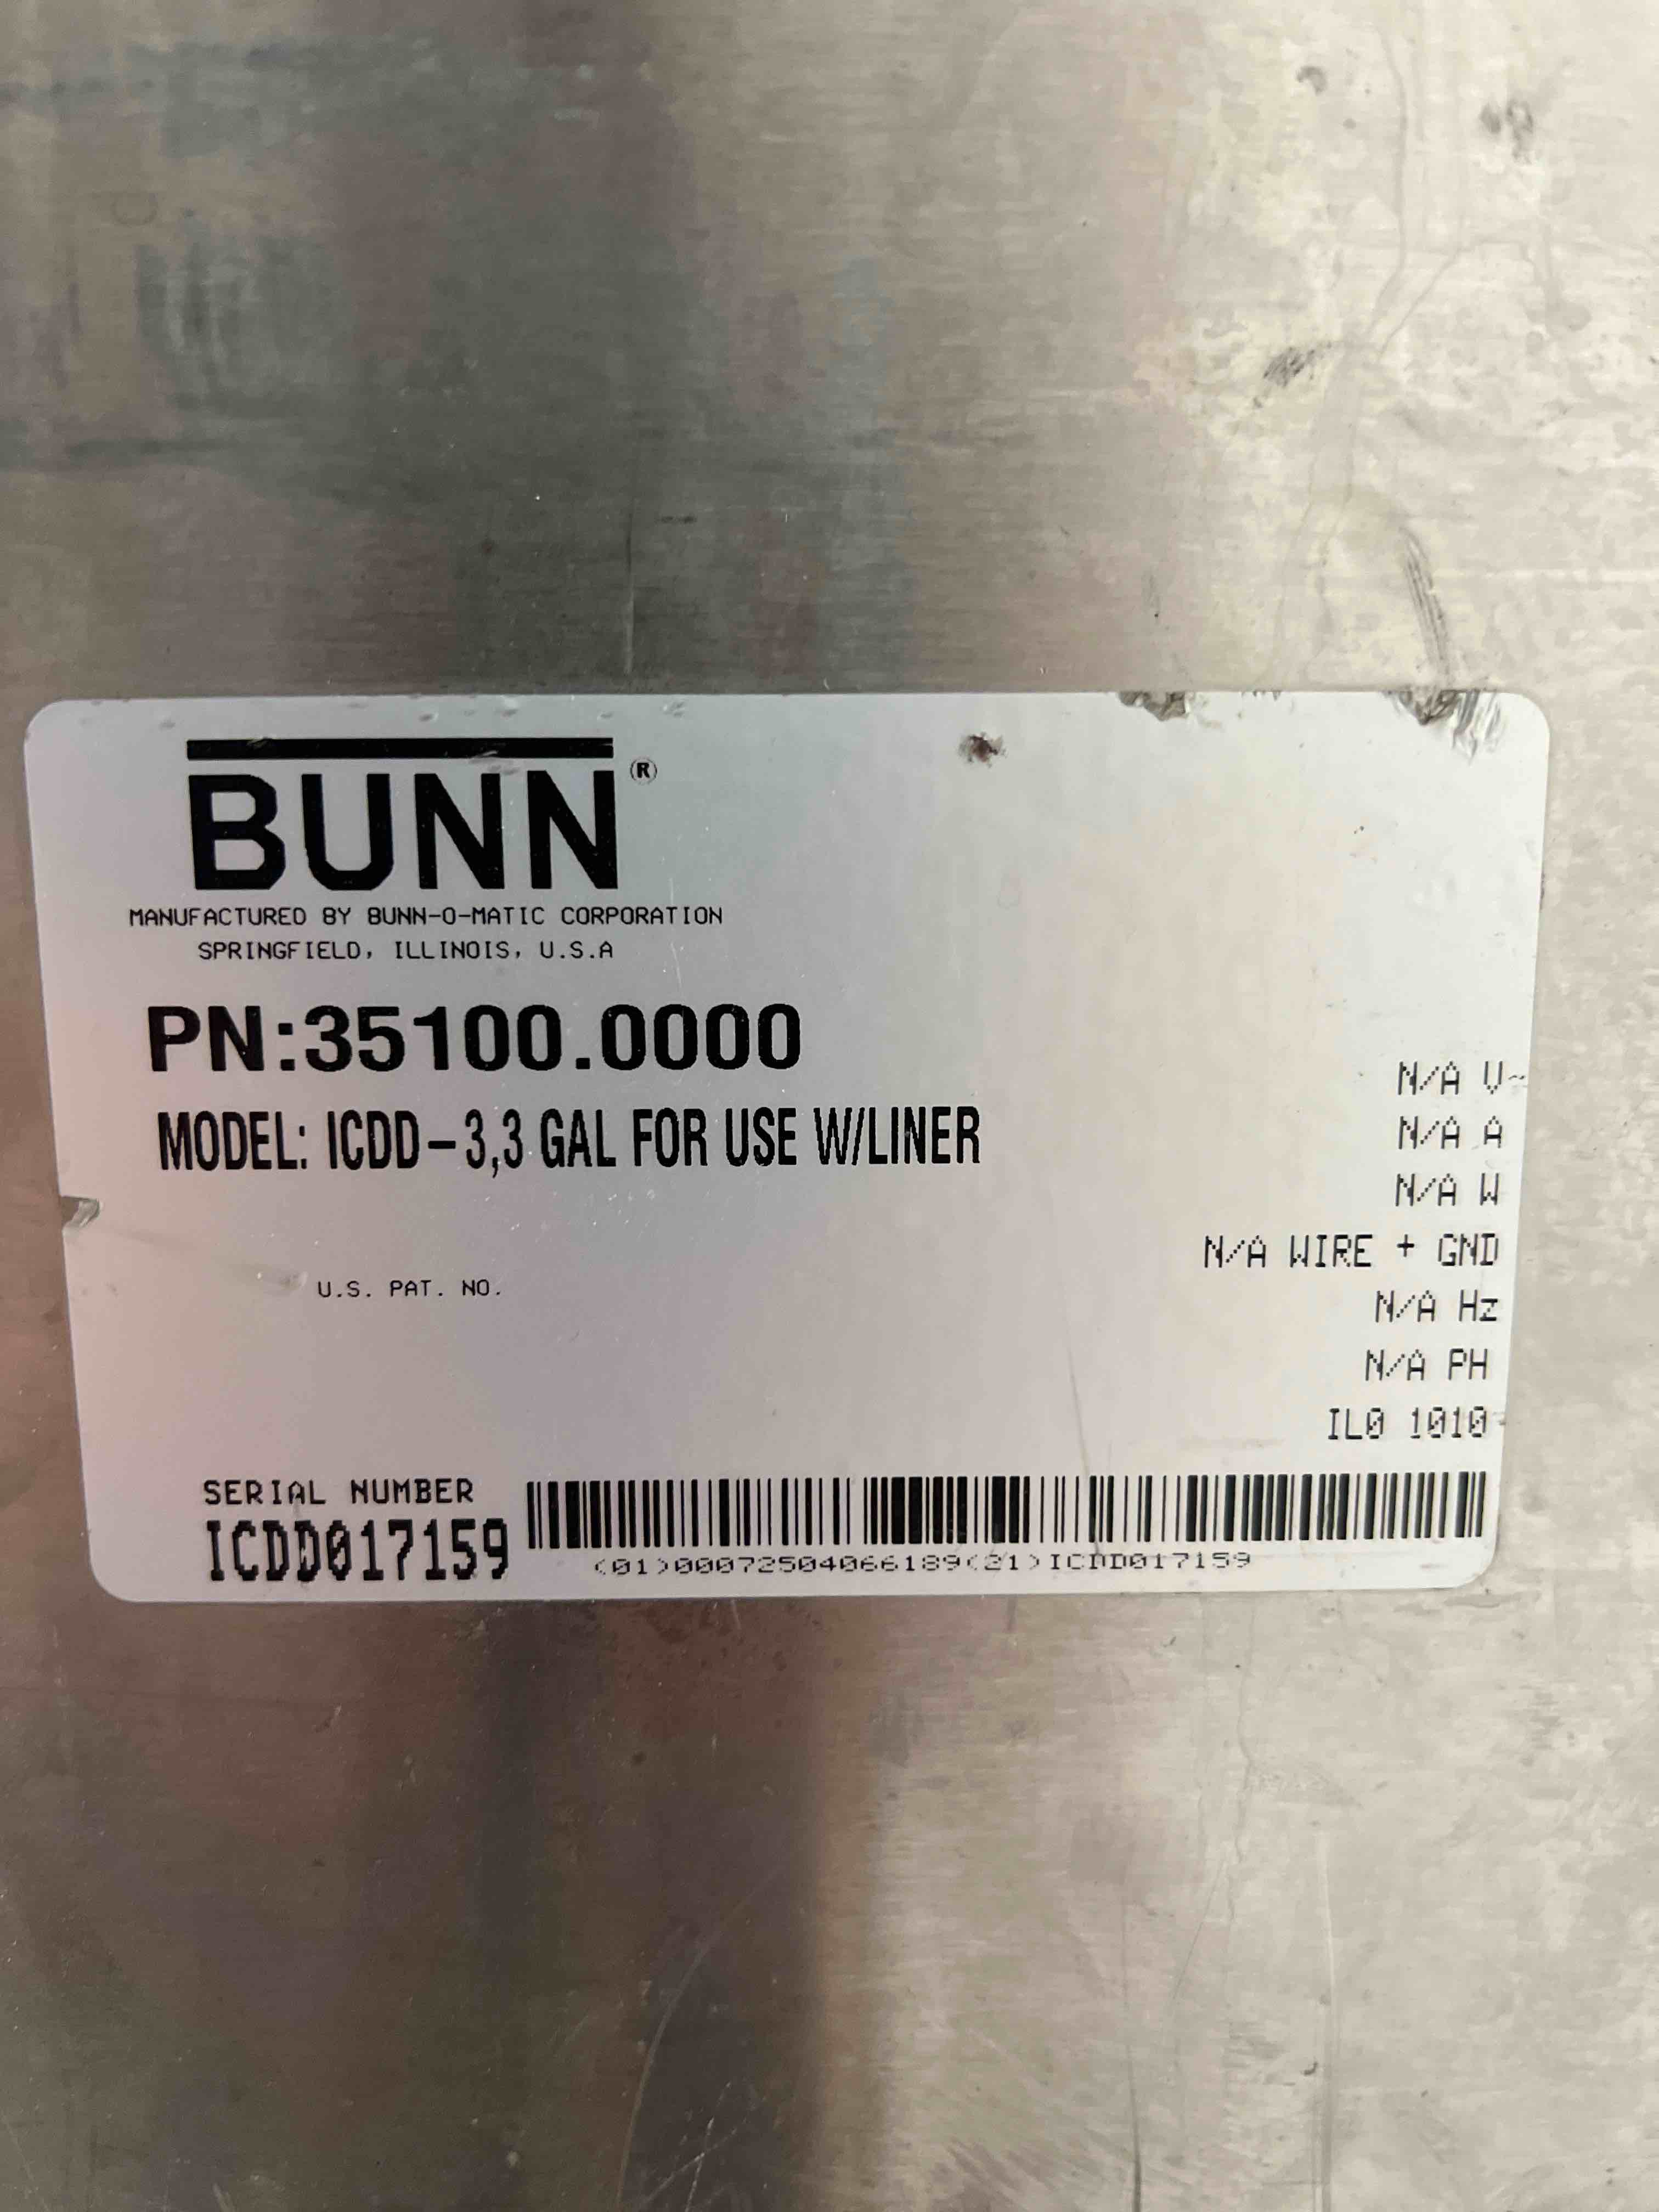 BUNN®
MANUFACTURED BY BUNN-O-MATIC CORPORATION
SPRINGFIELD, ILLINOIS, U.S.A
PN:35100.0000
MODEL: ICDD-3,3 GAL FOR USE W/LINER
N/A V~
N/A A
N/A W
N/A WIRE + GND
N/A Hz
N/A PH
IL0 1010
U.S. PAT. NO.
SERIAL NUMBER
ICDD017159
(01)00072504066189(21)ICDD017159